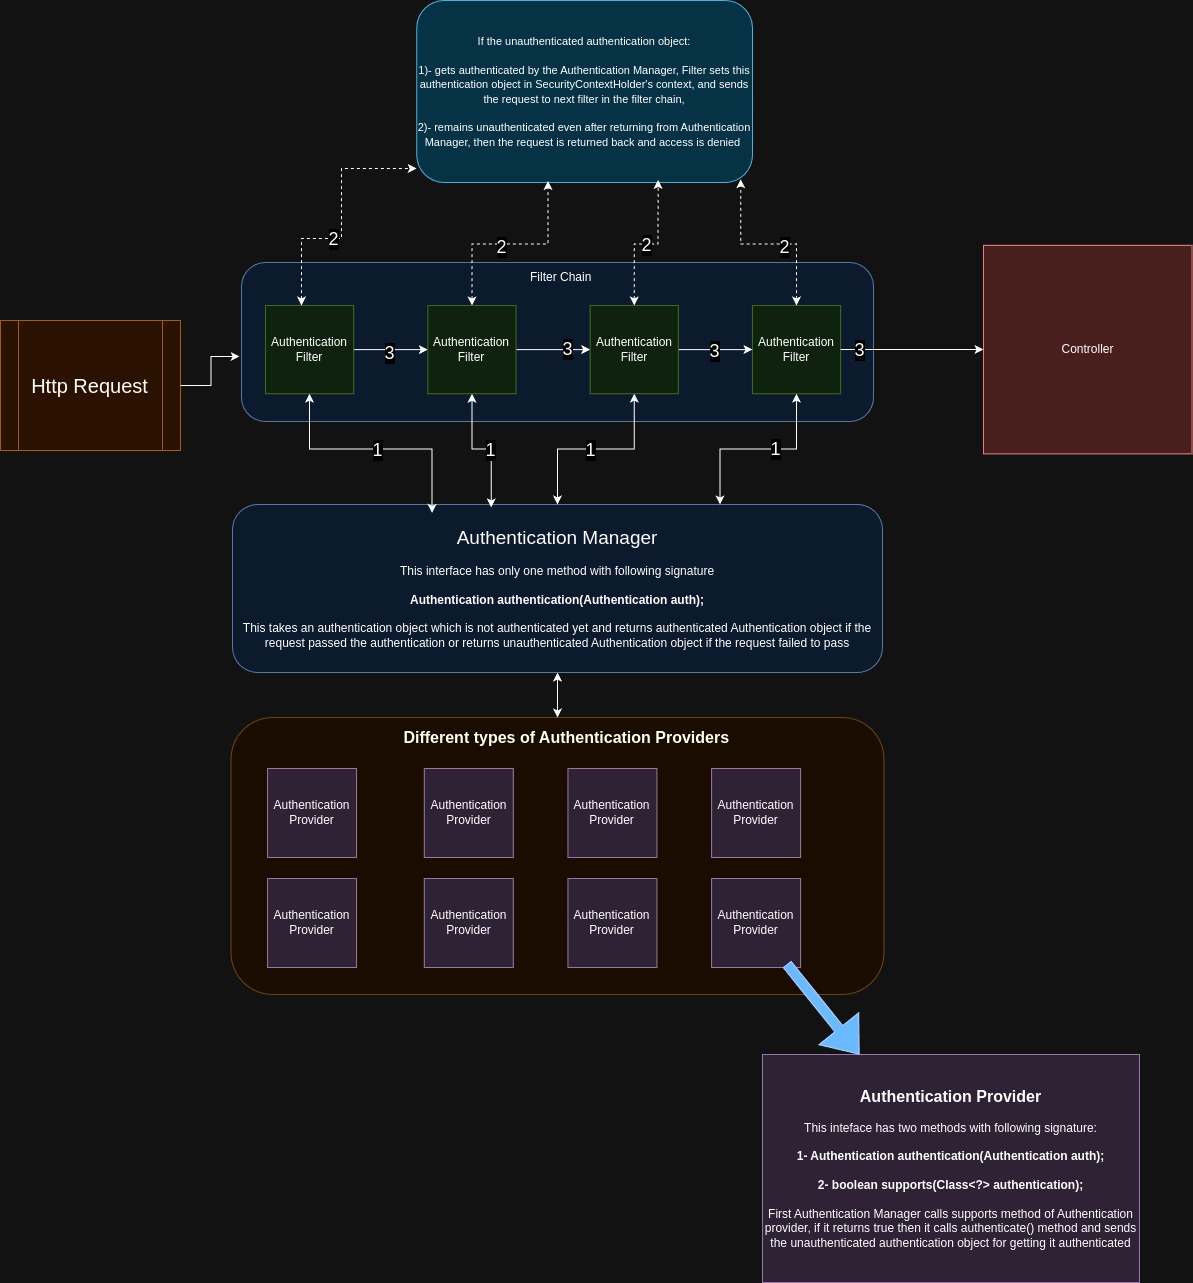 If the unauthenticated authentication object:
1)- gets authenticated by the Authentication Manager, Filter sets this
authentication object in SecurityContextHolder's context, and sends
the request to next filter in the filter chain,
2)- remains unauthenticated even after returning from Authentication
Manager, then the request is returned back and access is denied
2
2
2
2
Filter Chain
Http Request
Authentication
Filter
3
Authentication
Filter
3
Authentication
Filter
3
Authentication
Filter
3
Controller
1
1
1
1
Authentication Manager
This interface has only one method with following signature
Authentication authentication(Authentication auth);
This takes an authentication object which is not authenticated yet and returns authenticated Authentication object if the
request passed the authentication or returns unauthenticated Authentication object if the request failed to pass
Different types of Authentication Providers
Authentication
Provider
Authentication
Provider
Authentication
Provider
Authentication
Provider
Authentication
Provider
Authentication
Provider
Authentication
Provider
Authentication
Provider
Authentication Provider
This inteface has two methods with following signature:
1- Authentication authentication(Authentication auth);
2- boolean supports(Class<?> authentication);
First Authentication Manager calls supports method of Authentication
provider, if it returns true then it calls authenticate() method and sends
the unauthenticated authentication object for getting it authenticated